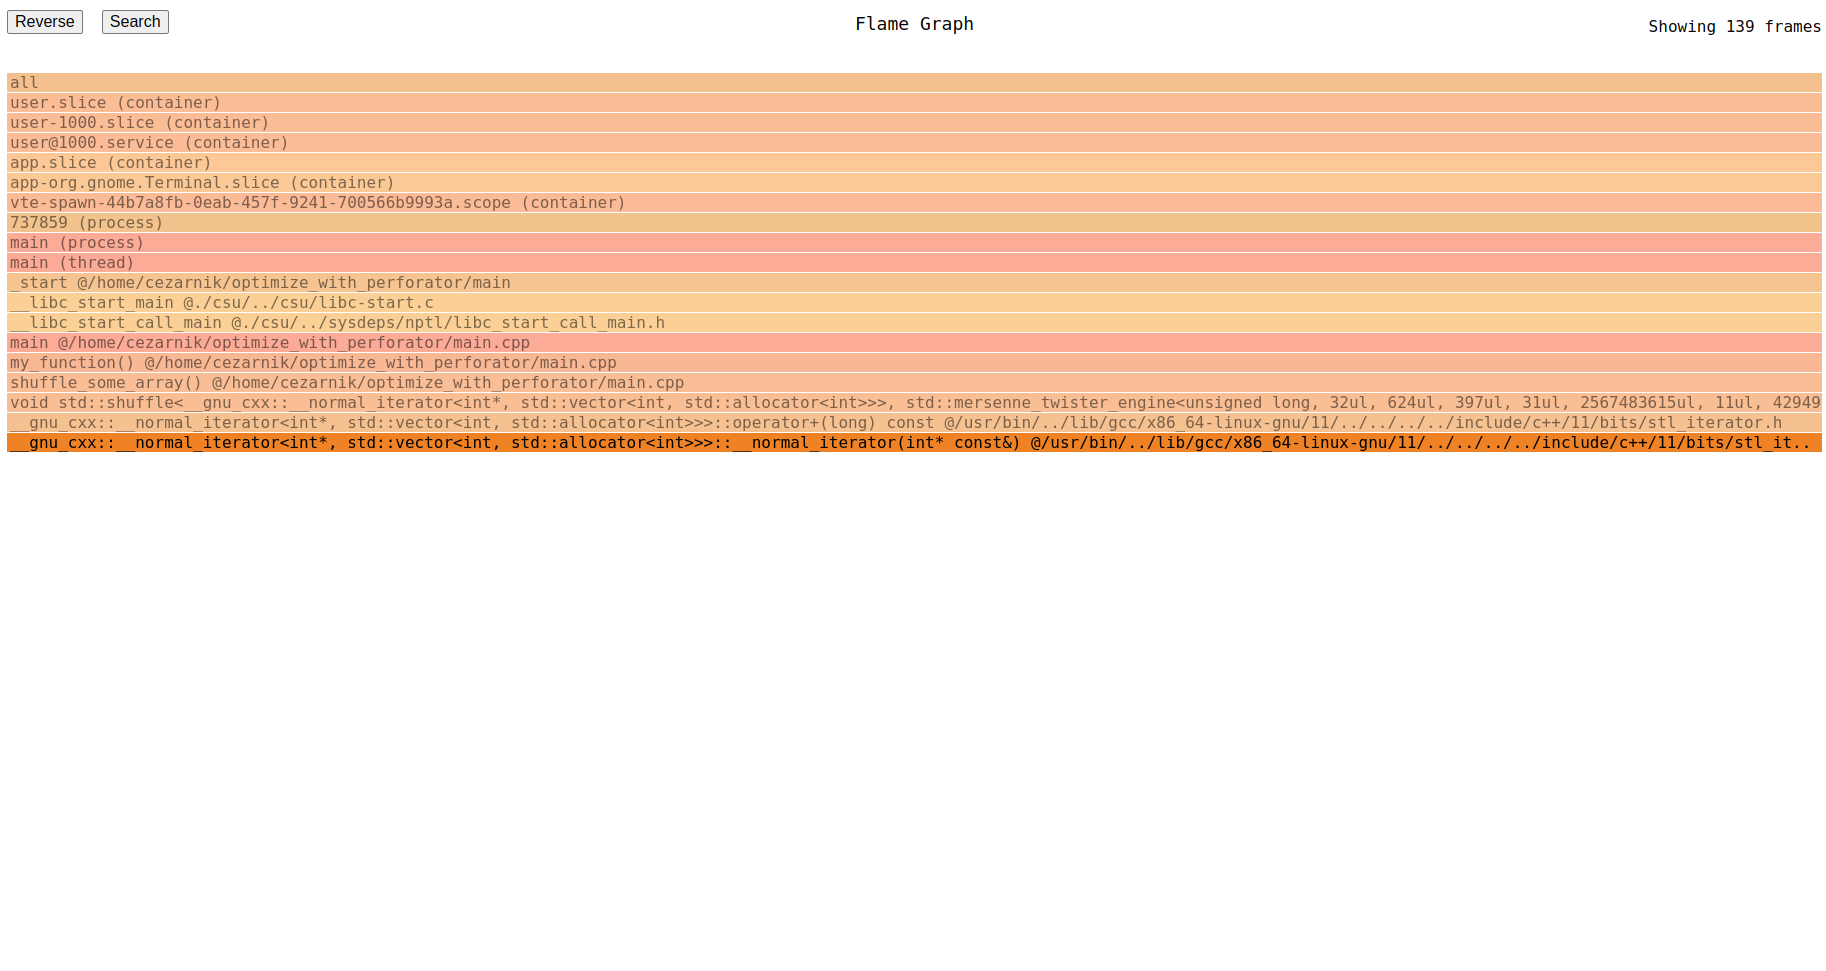 Reverse
Search
Flame Graph
Showing 139 frames
all
user.slice (container)
user-1000.slice (container)
user@1000.service (container)
app.slice (container)
app-org.gnome.Terminal.slice (container)
vte-spawn-44b7a8fb-0eab-457f-9241-700566b9993a.scope (container)
737859 (process)
main (process)
main (thread)
_start @/home/cezarnik/optimize_with_perforator/main
__libc_start_main @./csu/../csu/libc-start.c
__libc_start_call_main @./csu/../sysdeps/nptl/libc_start_call_main.h
main @/home/cezarnik/optimize_with_perforator/main.cpp
my_function() @/home/cezarnik/optimize_with_perforator/main.cpp
shuffle_some_array() @/home/cezarnik/optimize_with_perforator/main.cpp
void std::shuffle<__gnu_cxx::__normal_iterator<int*, std::vector<int, std::allocator<int>>>, std::mersenne_twister_engine<unsigned long, 32ul, 624ul, 397ul, 31ul, 2567483615ul, 11ul, 42949
__gnu_cxx::__normal_iterator<int*, std::vector<int, std::allocator<int>>>::operator+(long) const @/usr/bin/../lib/gcc/x86_64-linux-gnu/11/../../../../include/c++/11/bits/stl_iterator.h
__gnu_cxx::__normal_iterator<int*, std::vector<int, std::allocator<int>>>::__normal_iterator(int* const&) @/usr/bin/../lib/gcc/x86_64-linux-gnu/11/../../../../include/c++/11/bits/stl_it..